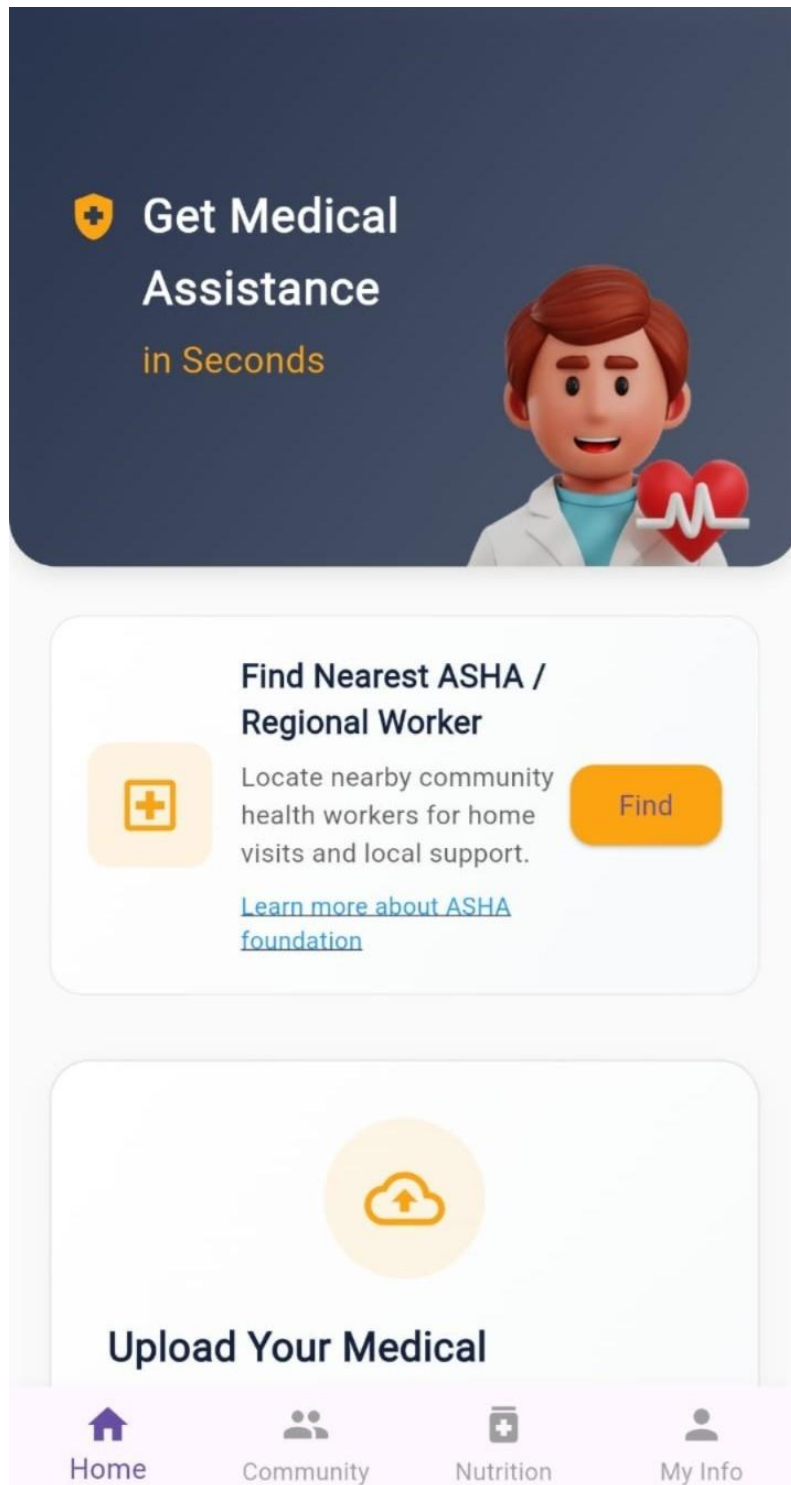 Get Medical
Assistance
in Seconds
Find Nearest ASHA /
Regional Worker
Locate nearby community
health workers for home
visits and local support.
Find
Learn more about ASHA
foundation
Upload Your Medical
Home
Community
Nutrition
My Info